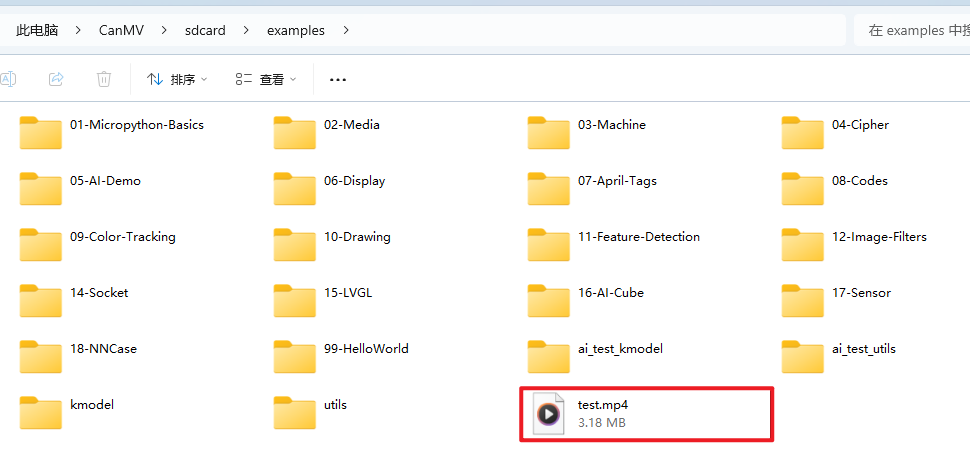 此电脑 > CanMV > sdcard > examples >
在 examples 中搜
排序 查看 •••
01-Micropython-Basics
02-Media
03-Machine
04-Cipher
05-AI-Demo
06-Display
07-April-Tags
08-Codes
09-Color-Tracking
10-Drawing
11-Feature-Detection
12-Image-Filters
14-Socket
15-LVGL
16-AI-Cube
17-Sensor
18-NNCase
99-HelloWorld
ai_test_kmodel
ai_test_utils
kmodel
utils
test.mp4
3.18 MB